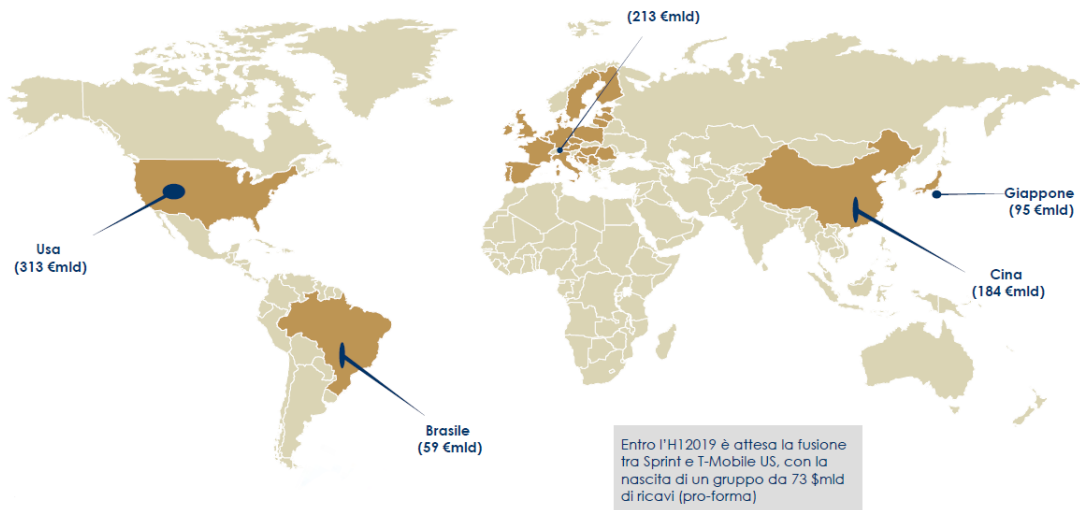 (213 €mld)
Giappone
(95 €mld)
Usa
(313 €mld)
Cina
(184 €mld)
Brasile
(59 €mld)
Entro l'H12019 è attesa la fusione
tra Sprint e T-Mobile US, con la
nascita di un gruppo da 73 $mld
di ricavi (pro-forma)